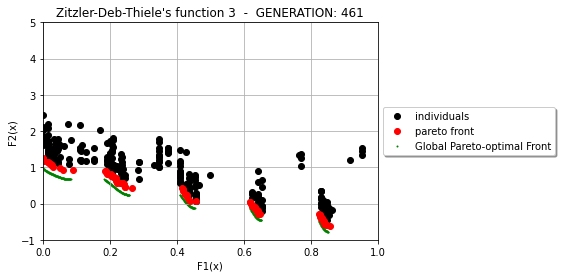 Zitzler-Deb-Thiele's function 3 - GENERATION: 461
5
4
3
2
1
0
−1
F2(x)
0.0 0.2 0.4 0.6 0.8 1.0
F1(x)
individuals
pareto front
Global Pareto-optimal Front